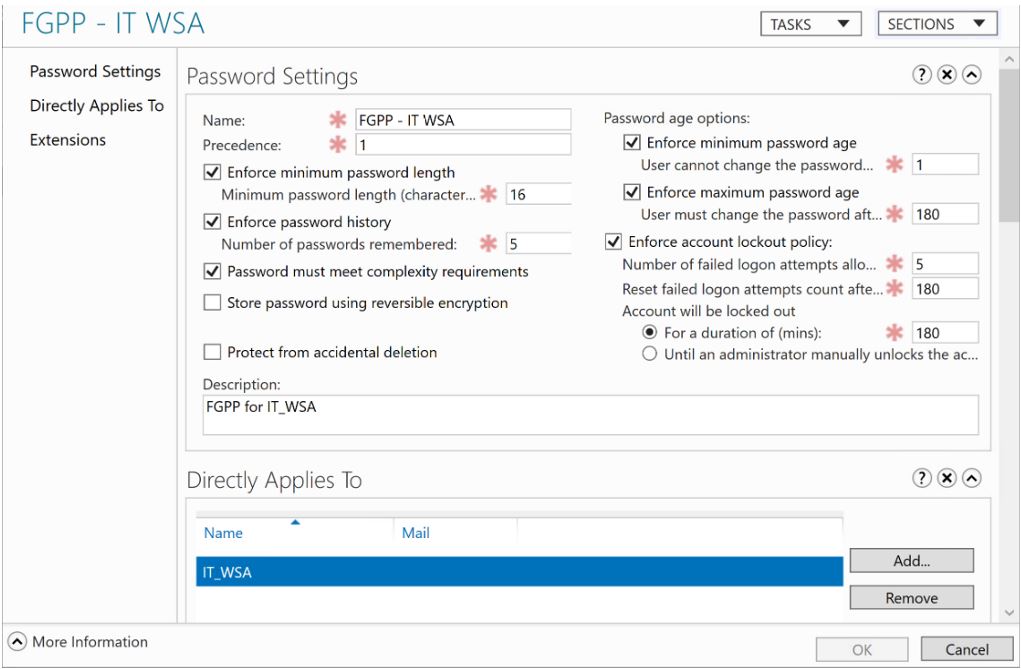 FGPP - IT WSA
TASKS
SECTIONS
Password Settings
Directly Applies To
Extensions
Password Settings
Name: FGPP - IT WSA
Precedence: 1
Enforce minimum password length
Minimum password length (character... 16
Enforce password history
Number of passwords remembered: 5
Password must meet complexity requirements
Store password using reversible encryption
Protect from accidental deletion
Password age options:
Enforce minimum password age
User cannot change the password... 1
Enforce maximum password age
User must change the password aft... 180
Enforce account lockout policy:
Number of failed logon attempts allo... 5
Reset failed logon attempts count afte... 180
Account will be locked out
For a duration of (mins): 180
Until an administrator manually unlocks the ac...
Description:
FGPP for IT_WSA
Directly Applies To
Name Mail
IT_WSA
Add...
Remove
More Information
OK
Cancel